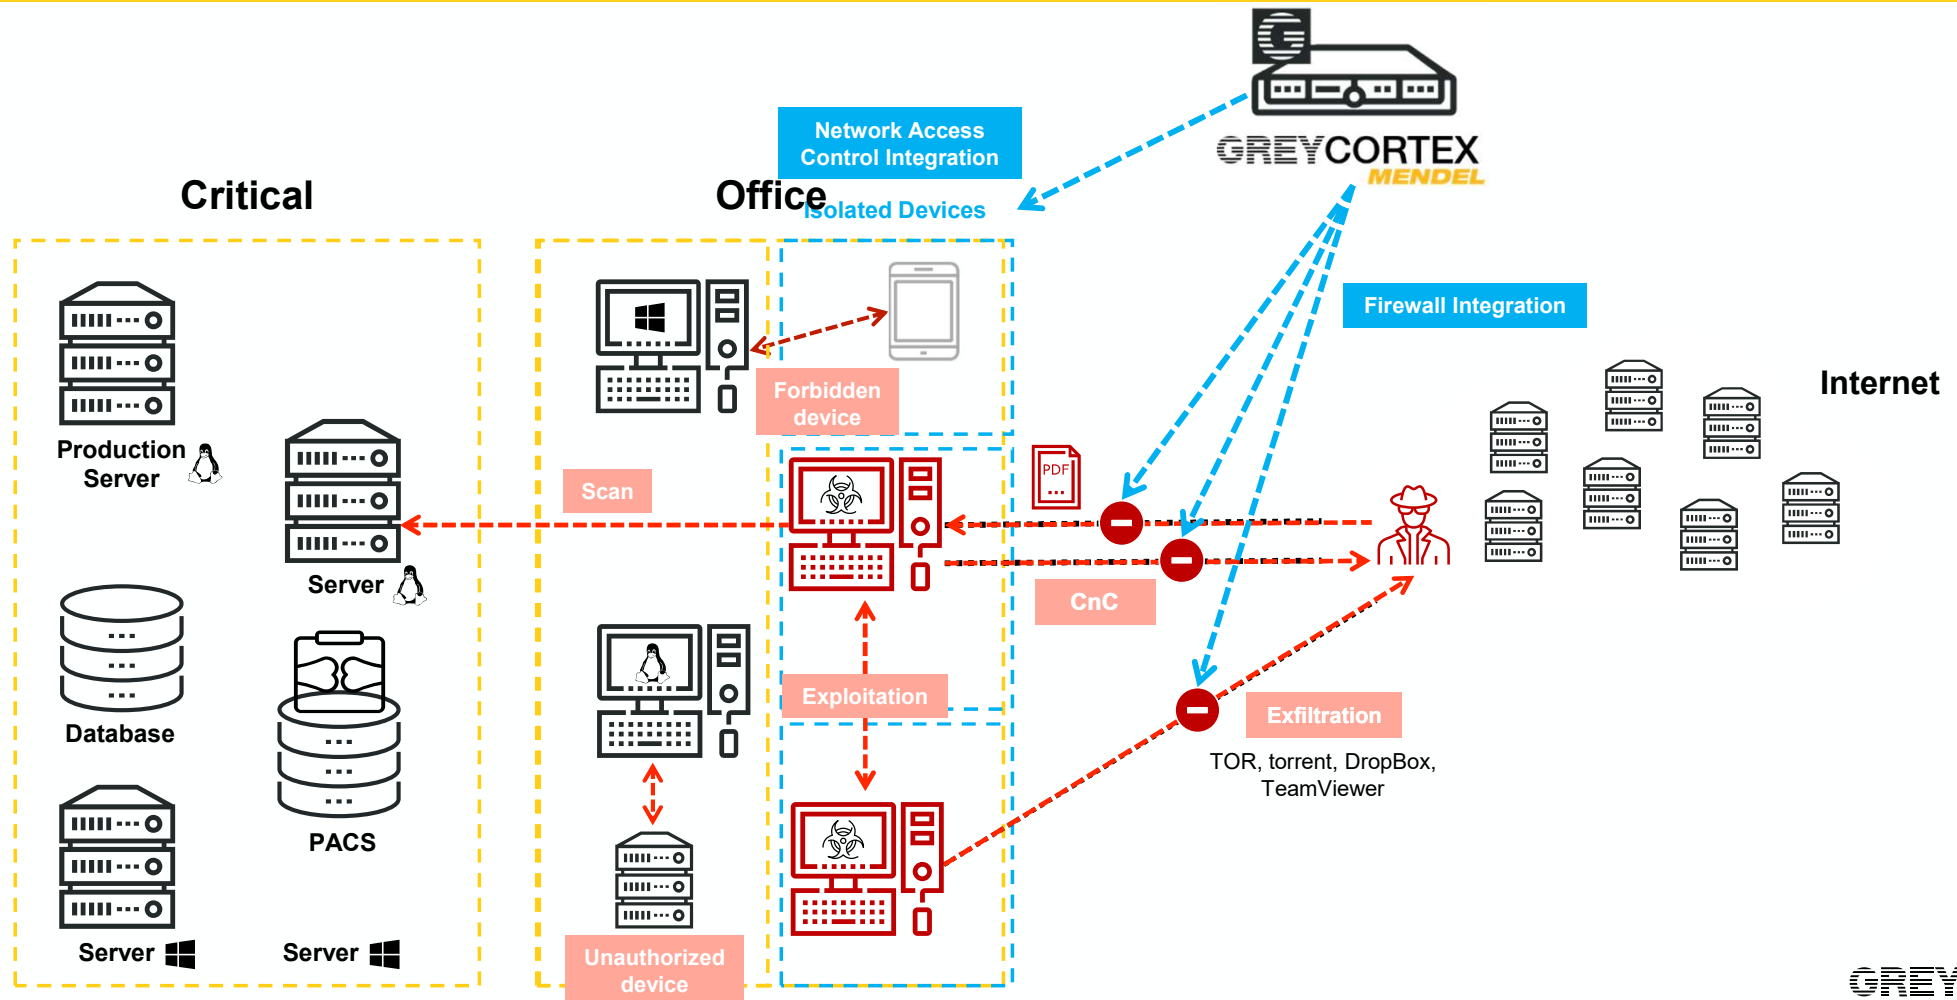 GREYCORTEX
MENDEL
Network Access
Control Integration
Critical
Office
Isolated Devices
Firewall Integration
Internet
Forbidden
device
Production
Server
Scan
PDF
Server
CnC
Exploitation
Exfiltration
TOR, torrent, DropBox,
TeamViewer
Database
PACS
Server
Server
Unauthorized
device
GREY